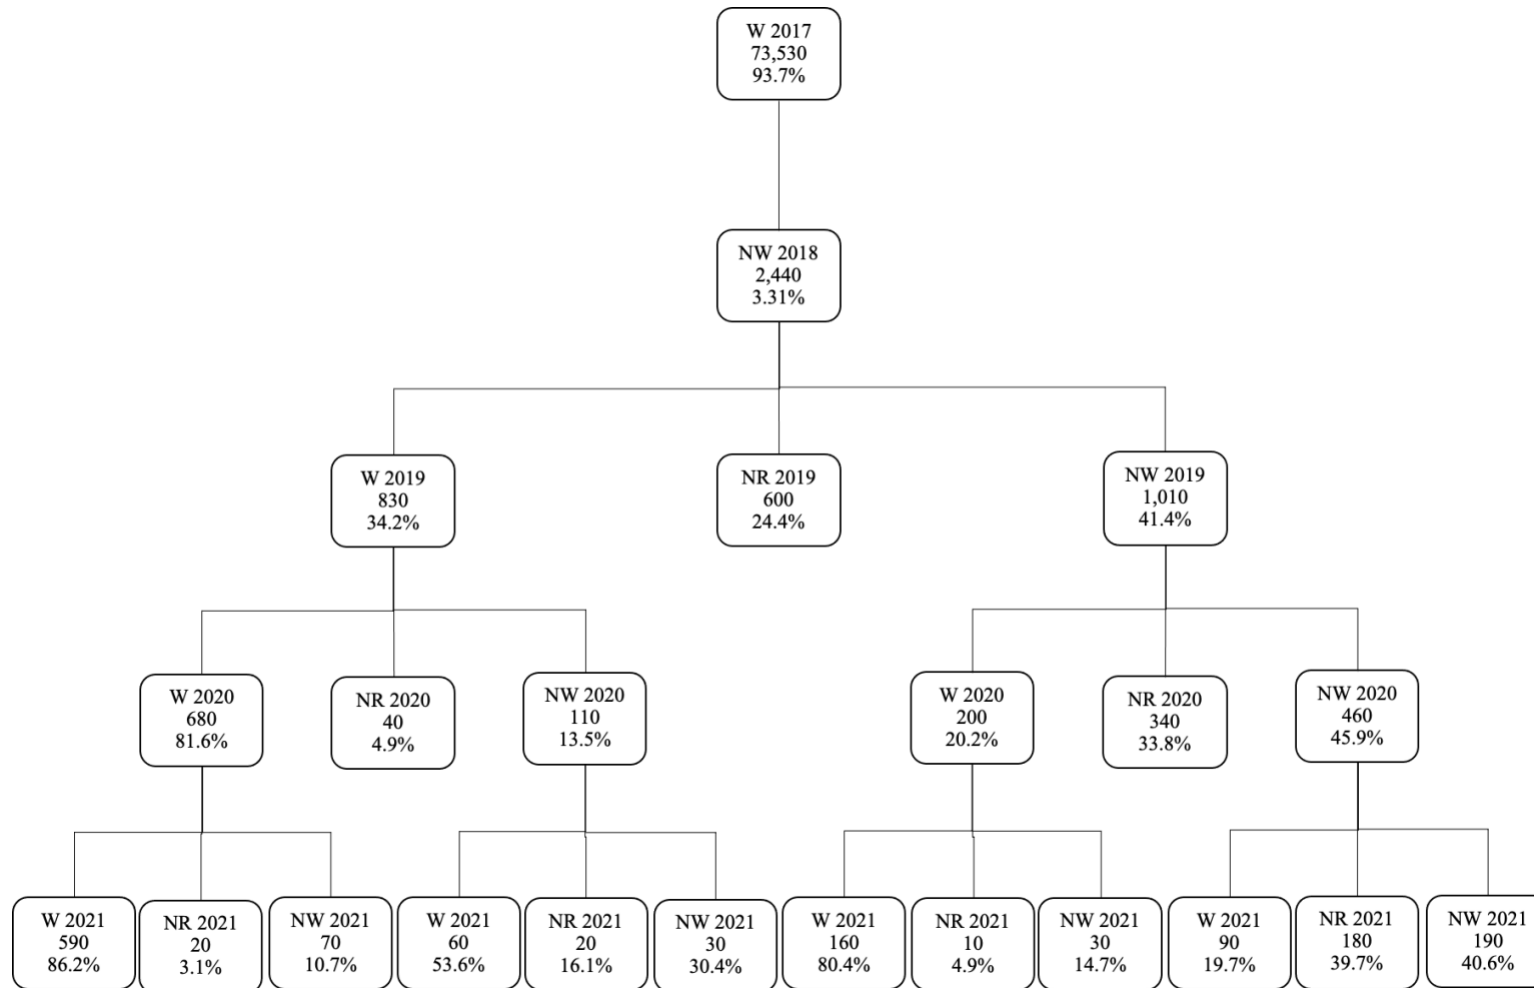 W 2017
73,530
93.7%
NW 2018
2,440
3.31%
W 2019
830
34.2%
NR 2019
600
24.4%
NW 2019
1,010
41.4%
W 2020
680
81.6%
NR 2020
40
4.9%
NW 2020
110
13.5%
W 2020
200
20.2%
NR 2020
340
33.8%
NW 2020
460
45.9%
W 2021
590
86.2%
NR 2021
20
3.1%
NW 2021
70
10.7%
W 2021
60
53.6%
NR 2021
20
16.1%
NW 2021
30
30.4%
W 2021
160
80.4%
NR 2021
10
4.9%
NW 2021
30
14.7%
W 2021
90
19.7%
NR 2021
180
39.7%
NW 2021
190
40.6%